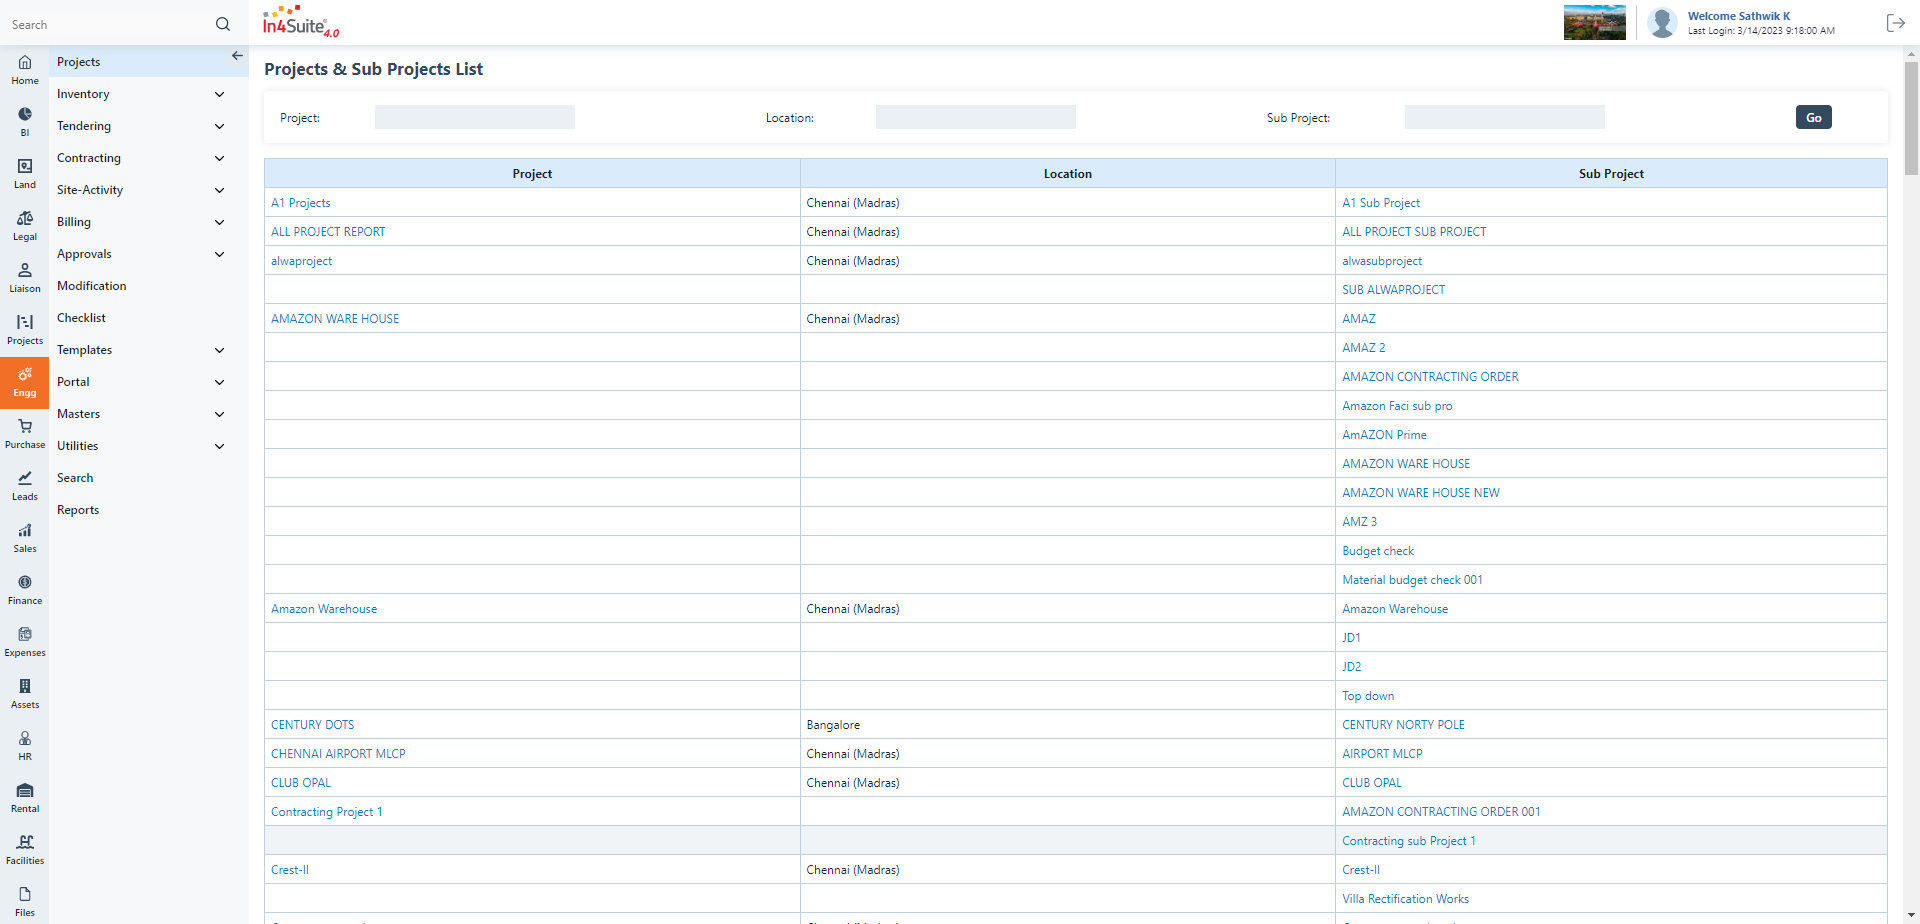 Search
In4Suite 4.0
Welcome Sathwik K
Last Login: 3/14/2023 9:18:00 AM
Home
BI
Land
Legal
Liaison
Projects
Engg
Purchase
Leads
Sales
Finance
Expenses
Assets
HR
Rental
Facilities
Files
Projects
Inventory
Tendering
Contracting
Site-Activity
Billing
Approvals
Modification
Checklist
Templates
Portal
Masters
Utilities
Search
Reports
Projects & Sub Projects List
Project: Location: Sub Project: Go
Project Location Sub Project
A1 Projects Chennai (Madras) A1 Sub Project
ALL PROJECT REPORT Chennai (Madras) ALL PROJECT SUB PROJECT
alwaproject Chennai (Madras) alwasubproject
SUB ALWAPROJECT
AMAZON WARE HOUSE Chennai (Madras) AMAZ
AMAZ 2
AMAZON CONTRACTING ORDER
Amazon Faci sub pro
AmAZON Prime
AMAZON WARE HOUSE
AMAZON WARE HOUSE NEW
AMZ 3
Budget check
Material budget check 001
Amazon Warehouse Chennai (Madras) Amazon Warehouse
JD1
JD2
Top down
CENTURY DOTS Bangalore CENTURY NORTY POLE
CHENNAI AIRPORT MLCP Chennai (Madras) AIRPORT MLCP
CLUB OPAL Chennai (Madras) CLUB OPAL
Contracting Project 1 AMAZON CONTRACTING ORDER 001
Contracting sub Project 1
Crest-II Chennai (Madras) Crest-II
Villa Rectification Works